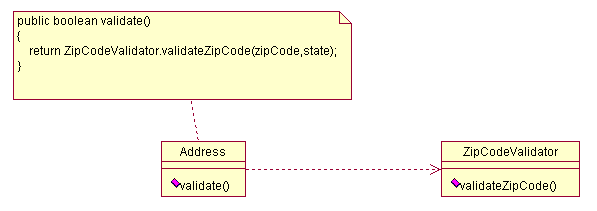 public boolean validate()
{
return ZipCodeValidator.validateZipCode(zipCode,state);
}
Address
validate()
ZipCodeValidator
validateZipCode()